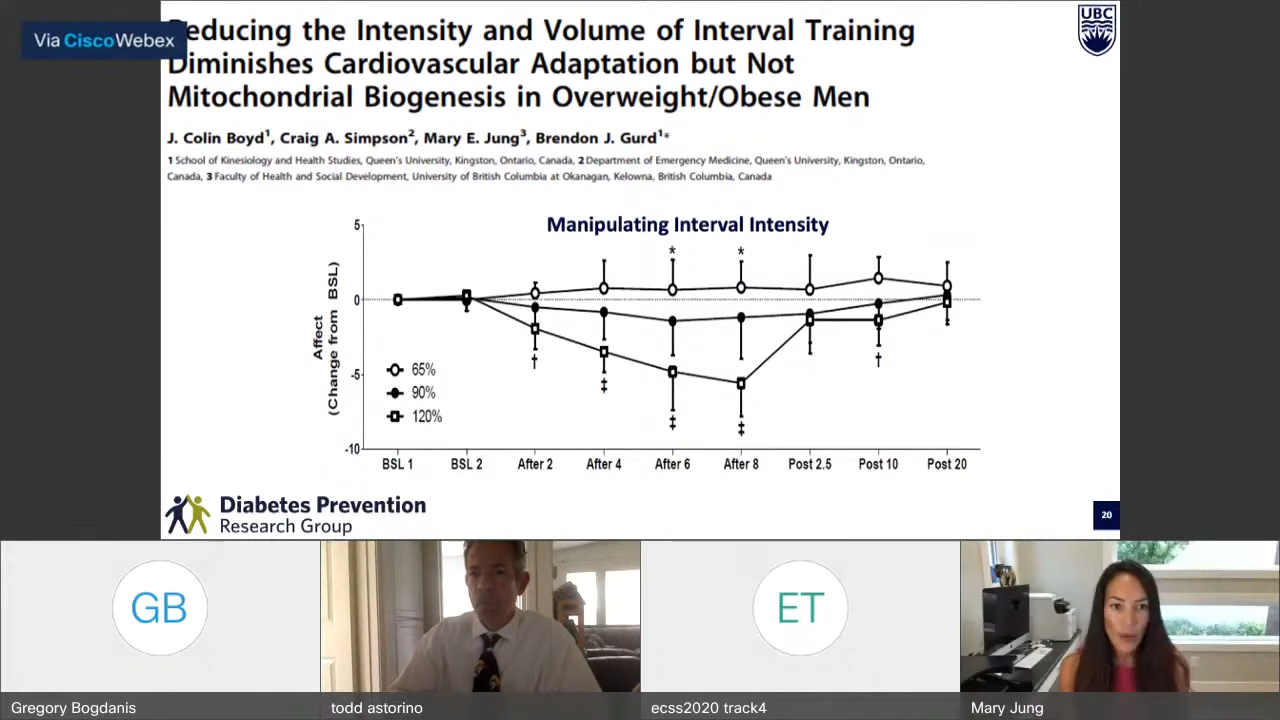 Via CiscoWebex
educing the Intensity and Volume of Interval Training
Diminishes Cardiovascular Adaptation but Not
Mitochondrial Biogenesis in Overweight/Obese Men
UBC
J. Colin Boyd1, Craig A. Simpson2, Mary E. Jung3, Brendon J. Gurd1*
1 School of Kinesiology and Health Studies, Queen's University, Kingston, Ontario, Canada, 2 Department of Emergency Medicine, Queen's University, Kingston, Ontario,
Canada, 3 Faculty of Health and Social Development, University of British Columbia at Okanagan, Kelowna, British Columbia, Canada
Manipulating Interval Intensity
Affect
(Change from BSL)
5
0
-5
-10
* *
† ‡ ‡ ‡ †
65%
90%
120%
BSL 1 BSL 2 After 2 After 4 After 6 After 8 Post 2.5 Post 10 Post 20
Diabetes Prevention
Research Group
20
GB
ET
Gregory Bogdanis
todd astorino
ecss2020 track4
Mary Jung